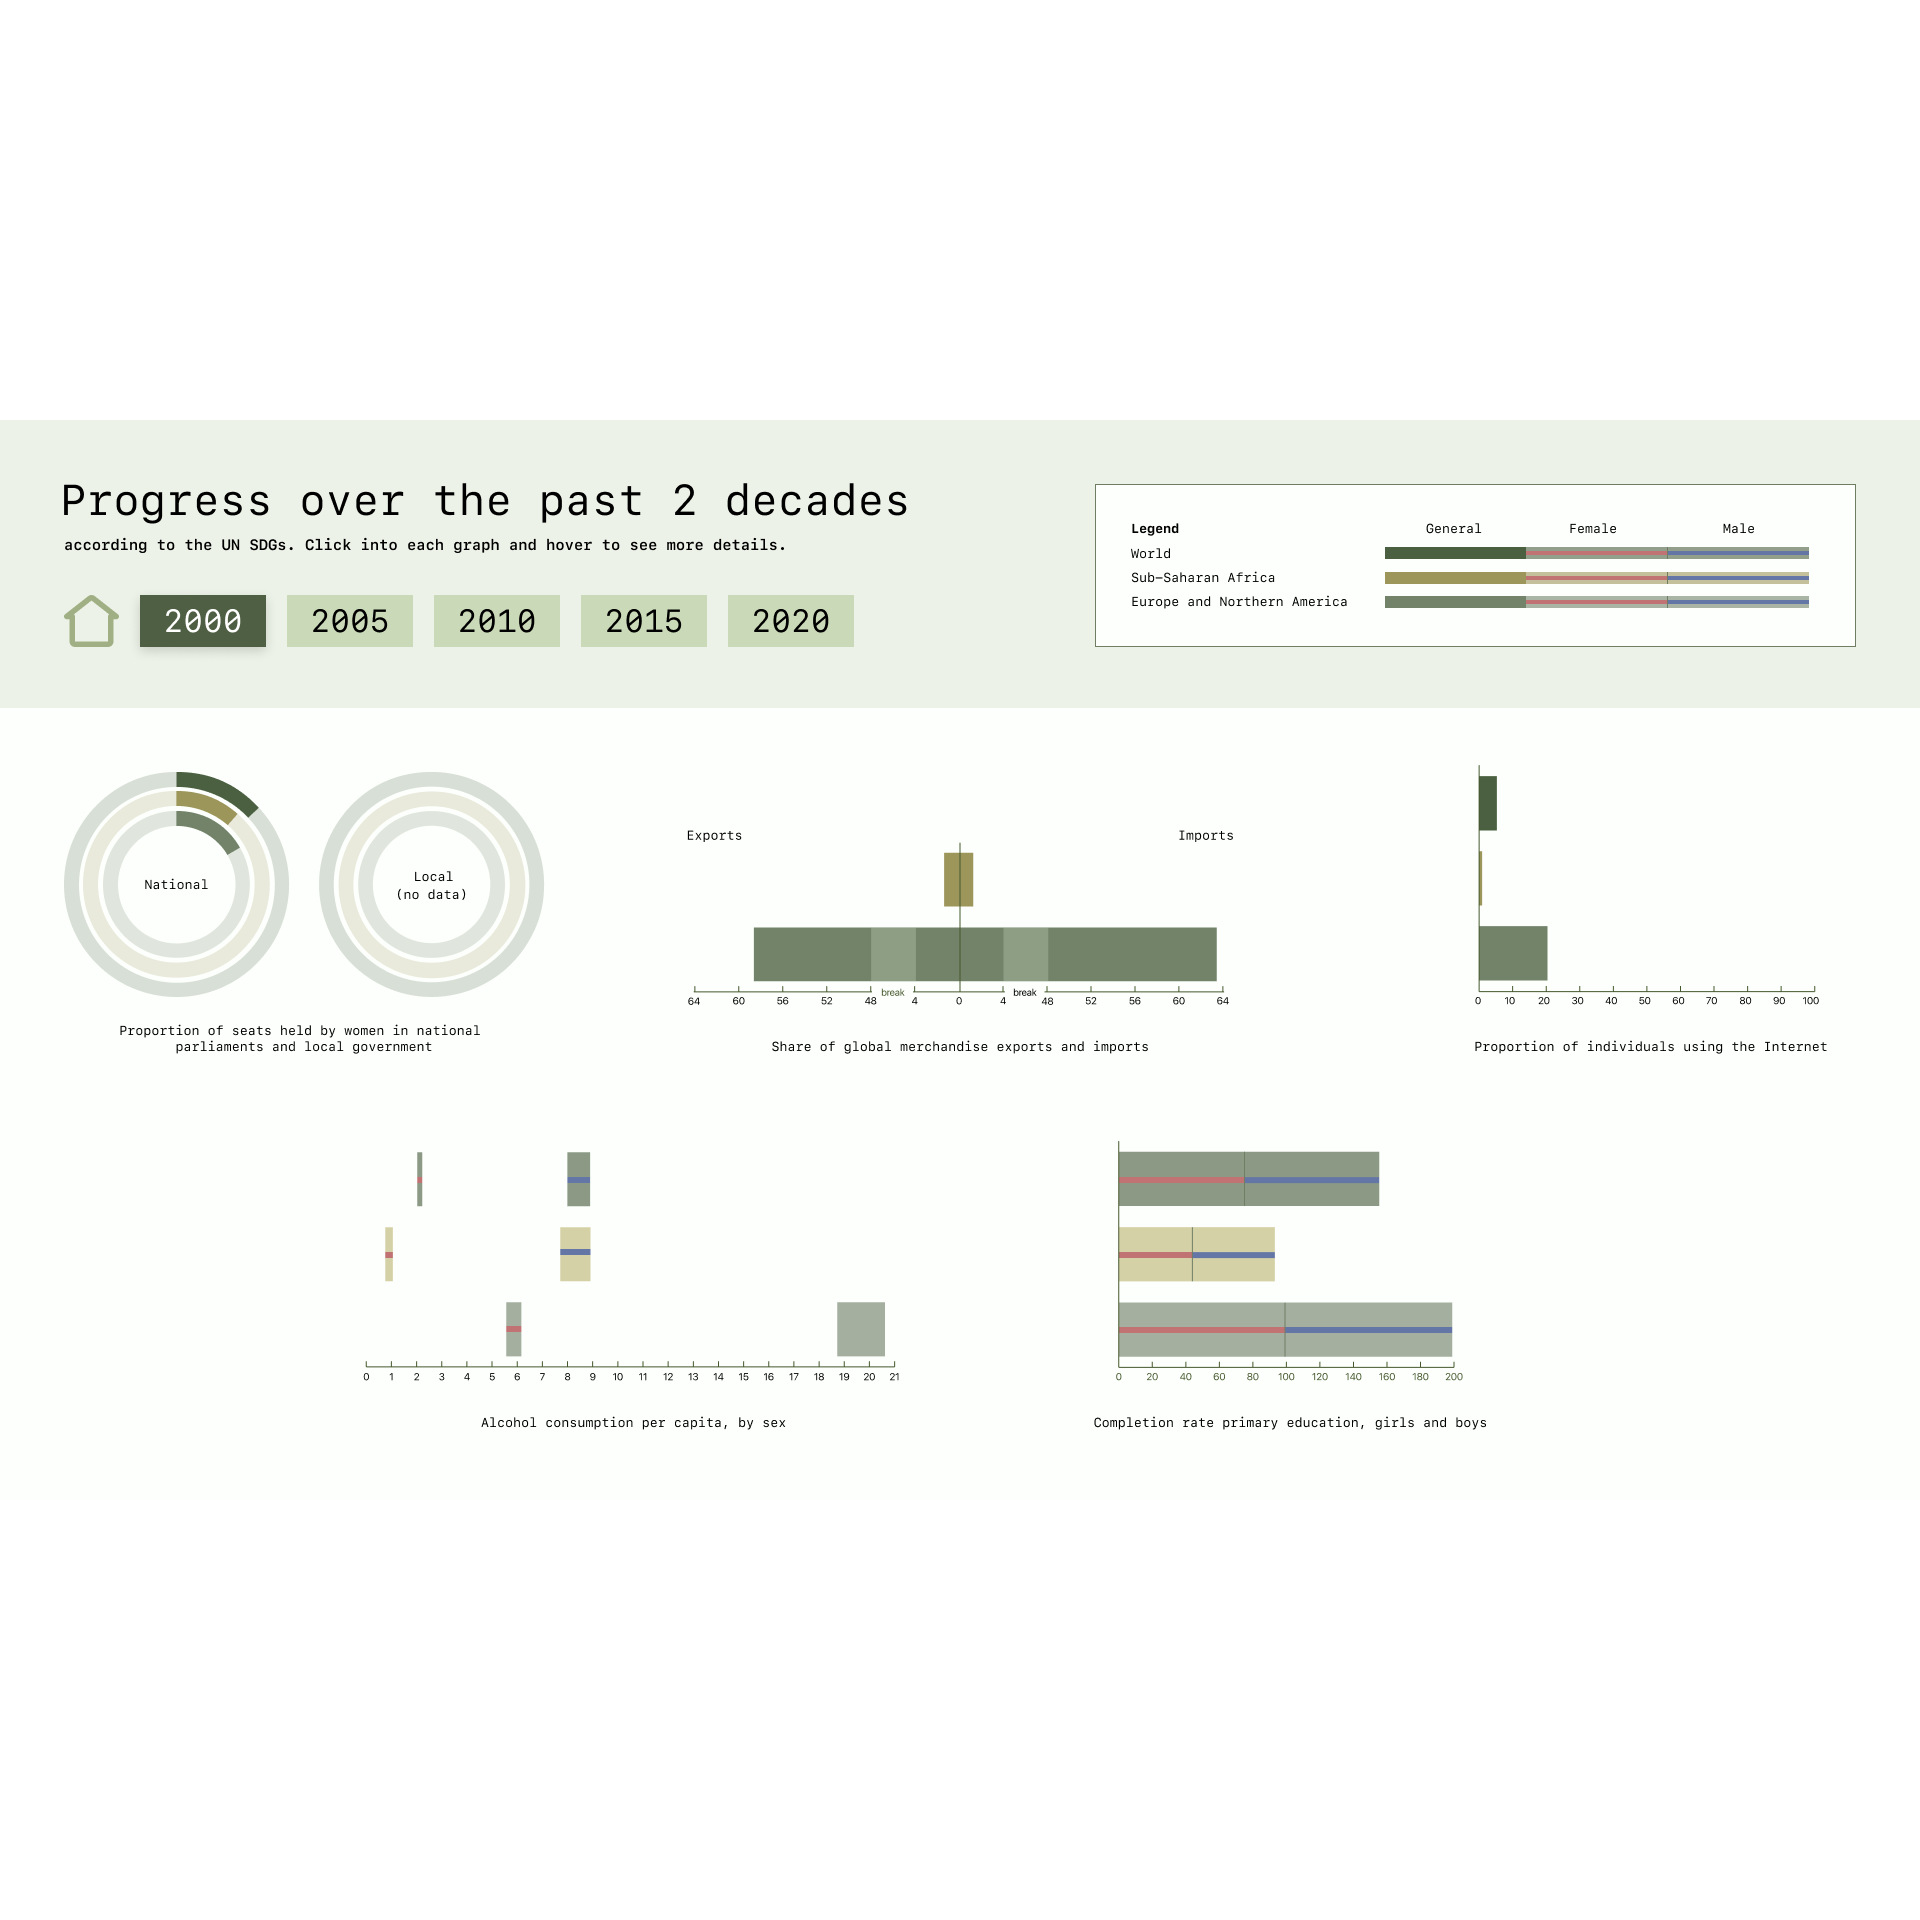 Progress over the past 2 decades
according to the UN SDGs. Click into each graph and hover to see more details.
2000 2005 2010 2015 2020
Legend General Female Male
World
Sub-Saharan Africa
Europe and Northern America
National
Local
(no data)
Proportion of seats held by women in national
parliaments and local government
Exports Imports
64 60 56 52 48 break 4 0 4 break 48 52 56 60 64
Share of global merchandise exports and imports
0 10 20 30 40 50 60 70 80 90 100
Proportion of individuals using the Internet
0 1 2 3 4 5 6 7 8 9 10 11 12 13 14 15 16 17 18 19 20 21
Alcohol consumption per capita, by sex
0 20 40 60 80 100 120 140 160 180 200
Completion rate primary education, girls and boys